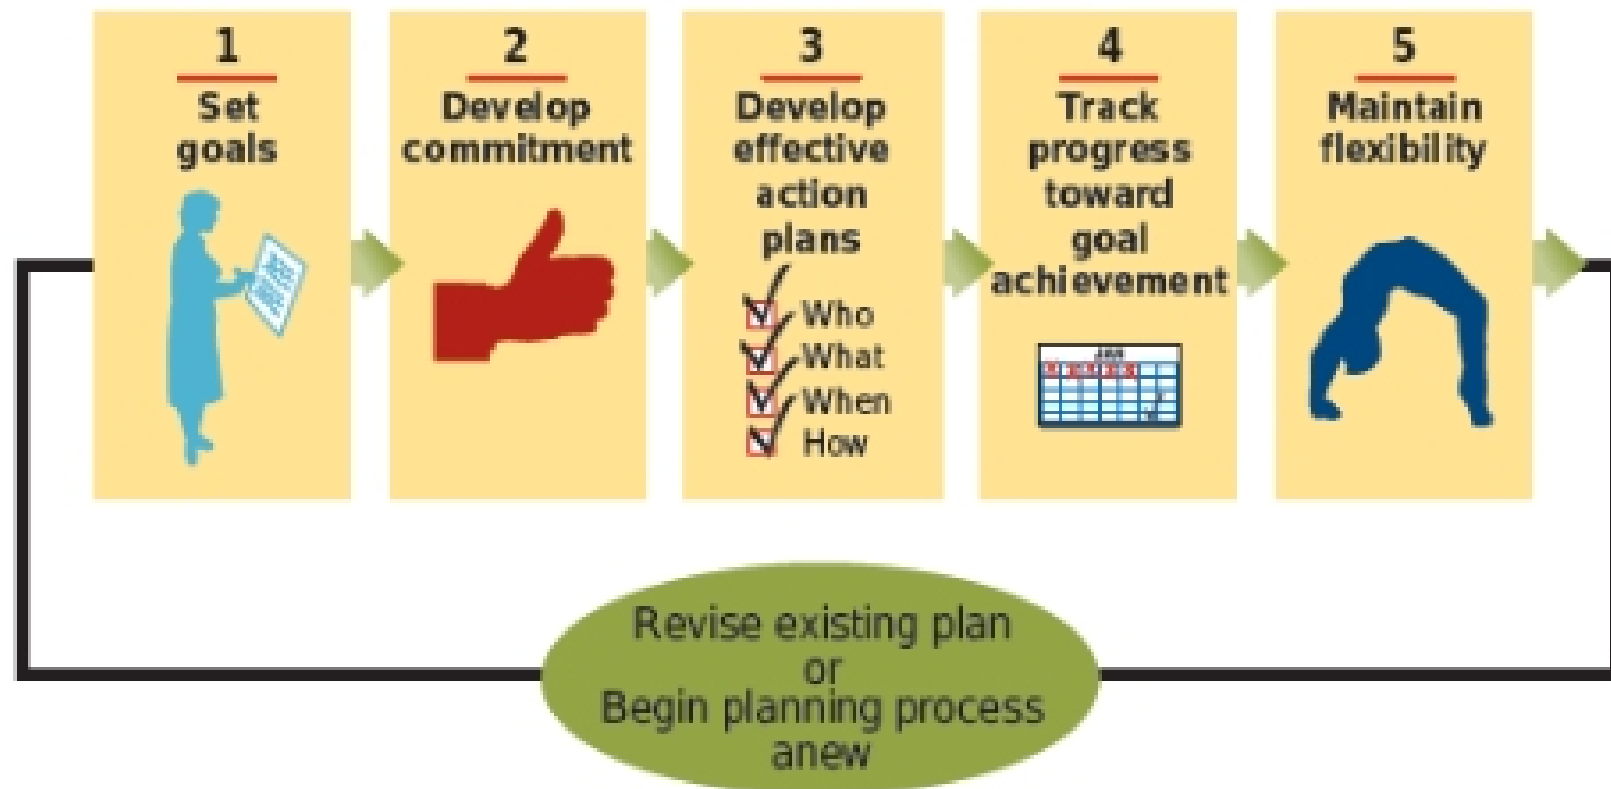 1
Set
goals
2
Develop
commitment
3
Develop
effective
action
plans
Who
What
When
How
4
Track
progress
toward
goal
achievement
5
Maintain
flexibility
Revise existing plan
or
Begin planning process
anew